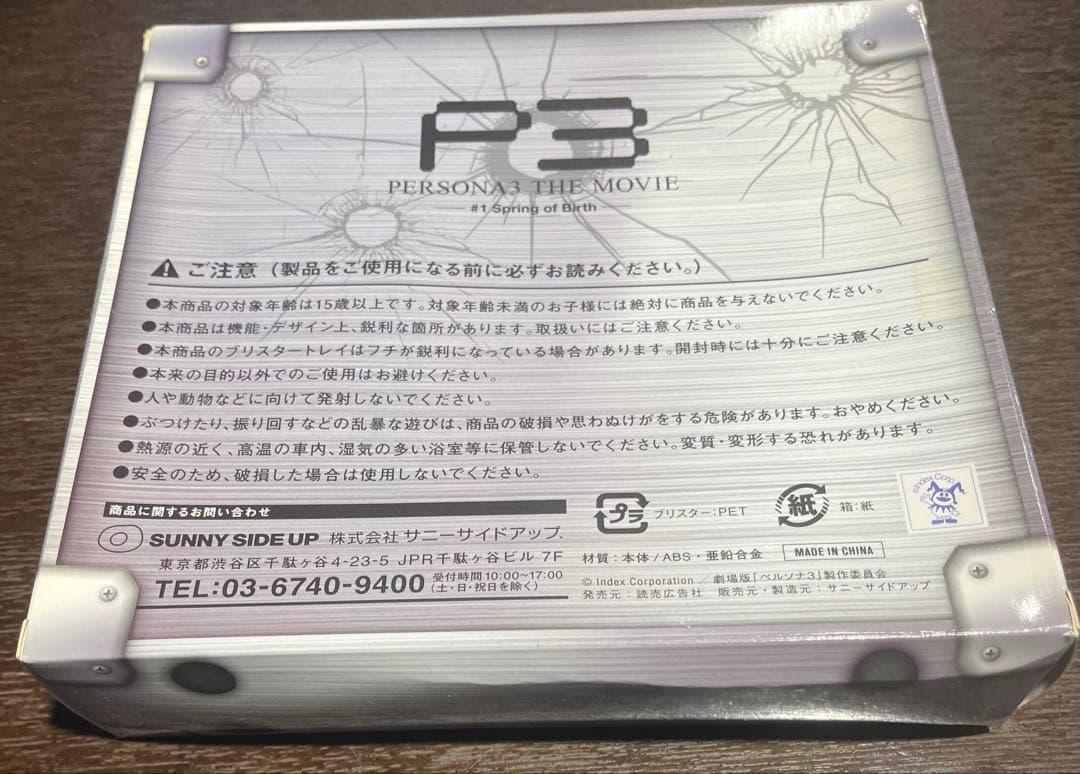 P3
PERSONA3 THE MOVIE
#1 Spring of Birth
ご注意(製品をご使用になる前に必ずお読みください。)
●本商品の対象年齢は15歳以上です。対象年齢未満のお子様には絶対に商品を与えないでください。
●本商品は機能・デザイン上、鋭利な箇所があります。取扱いにはご注意ください。
●本商品のブリスタートレイはフチが鋭利になっている場合があります。開封時には十分にご注意ください。
●本来の目的以外でのご使用はお避けください。
●人や動物などに向けて発射しないでください。
●ぶつけたり、振り回すなどの乱暴な遊びは、商品の破損や思わぬけがをする危険があります。おやめください。
●熱源の近く、高温の車内、湿気の多い浴室等に保管しないでください。変質・変形する恐れがあります。
●安全のため、破損した場合は使用しないでください。
商品に関するお問い合わせ
SUNNY SIDE UP 株式会社 サニーサイドアップ.
東京都渋谷区千駄ヶ谷4-23-5 JPR千駄ヶ谷ビル 7F
TEL:03-6740-9400 受付時間 10:00~17:00
(土・日・祝日を除く)
プラ ブリスター:PET
紙 箱:紙
材質:本体/ABS・亜鉛合金 MADE IN CHINA
© Index Corporation / 劇場版「ペルソナ3」製作委員会
発売元:読売広告社 販売元・製造元:サニーサイドアップ
©Index Corp